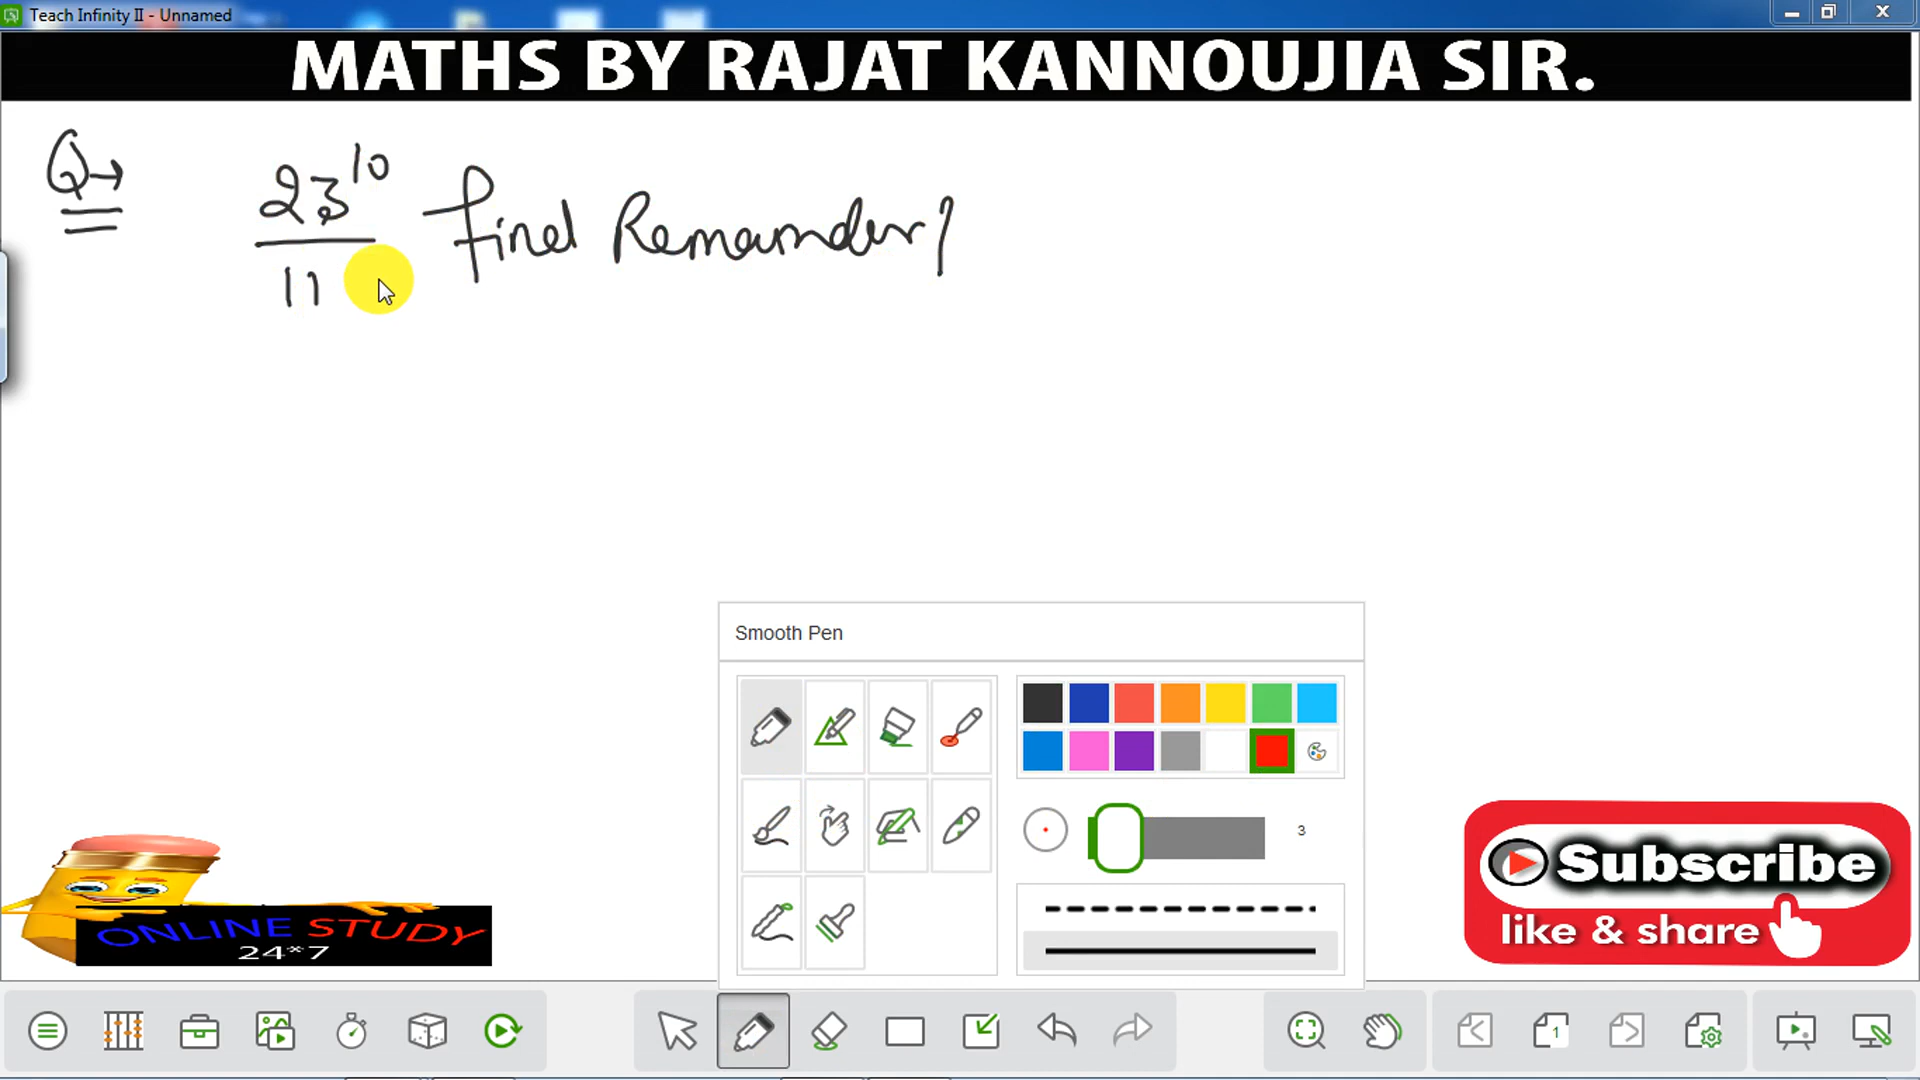 Teach Infinity II - Unnamed
MATHS BY RAJAT KANNOUJIA SIR.
Q→ 23^10 / 11 find Remainder?
Smooth Pen
3
ONLINE STUDY
24*7
Subscribe
like & share
1